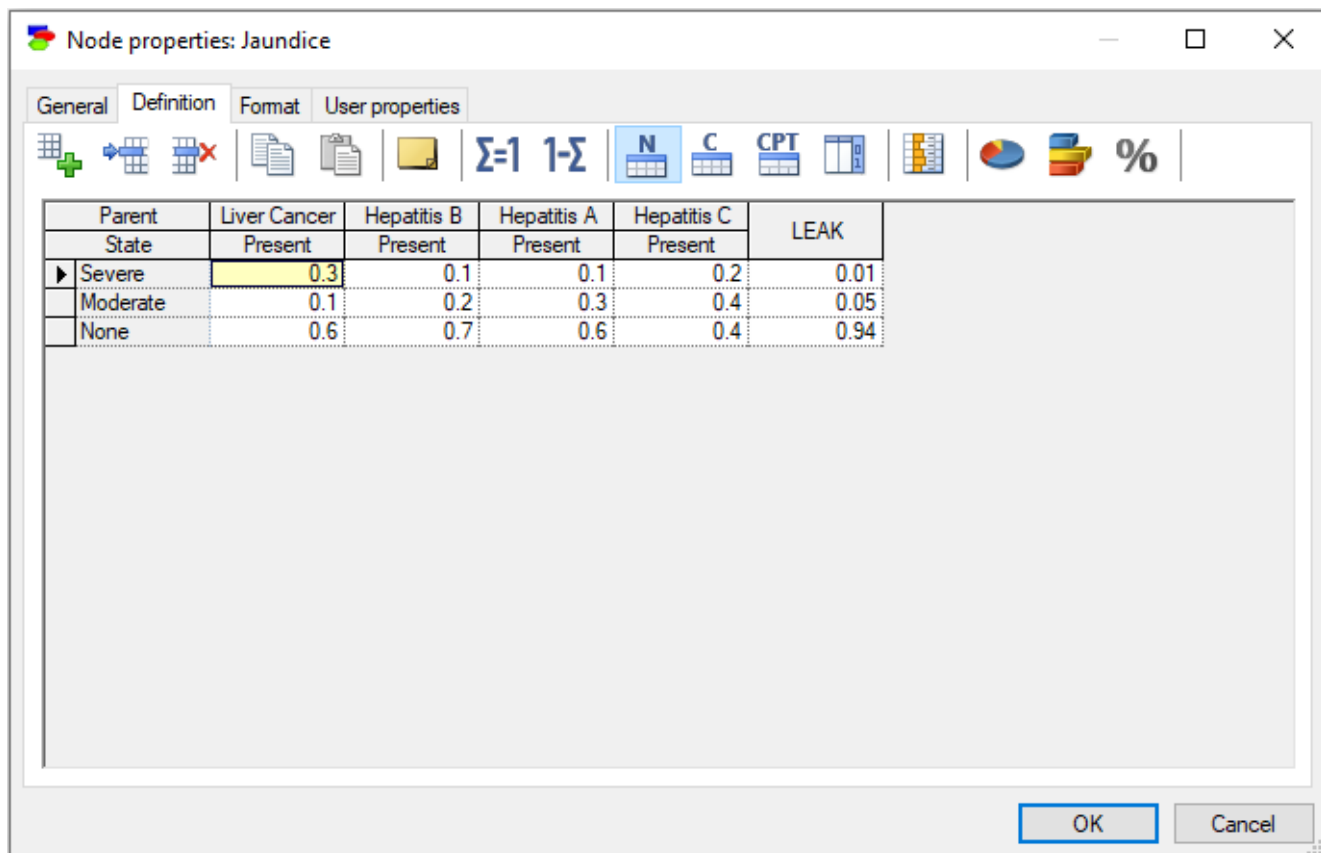 Node properties: Jaundice
General Definition Format User properties
Σ=1 1-Σ N C CPT 0 1 %
Parent Liver Cancer Hepatitis B Hepatitis A Hepatitis C LEAK
State Present Present Present Present
Severe 0.3 0.1 0.1 0.2 0.01
Moderate 0.1 0.2 0.3 0.4 0.05
None 0.6 0.7 0.6 0.4 0.94
OK Cancel